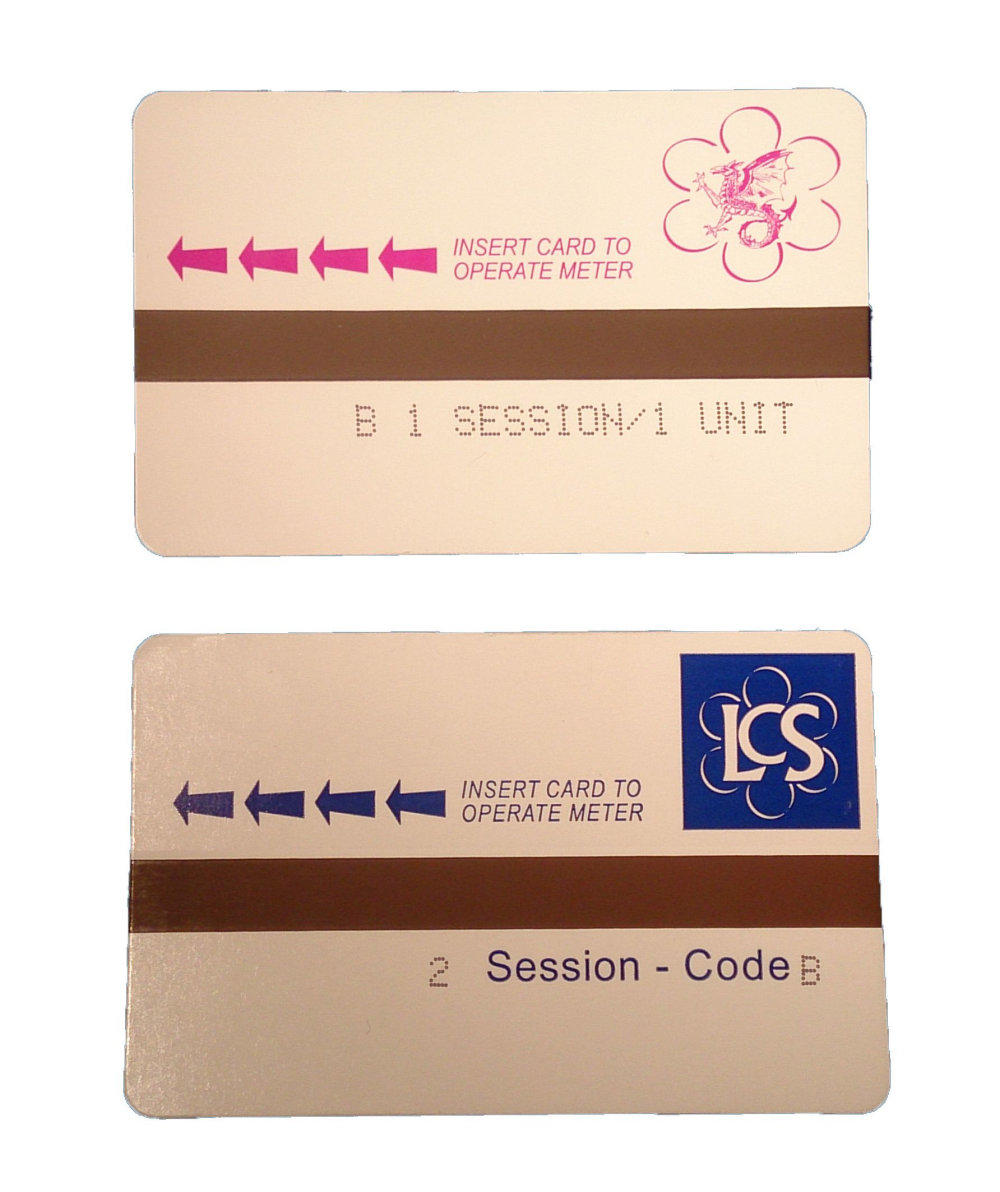 INSERT CARD TO
OPERATE METER
B 1 SESSION/1 UNIT
LCS
INSERT CARD TO
OPERATE METER
2 Session - Code B